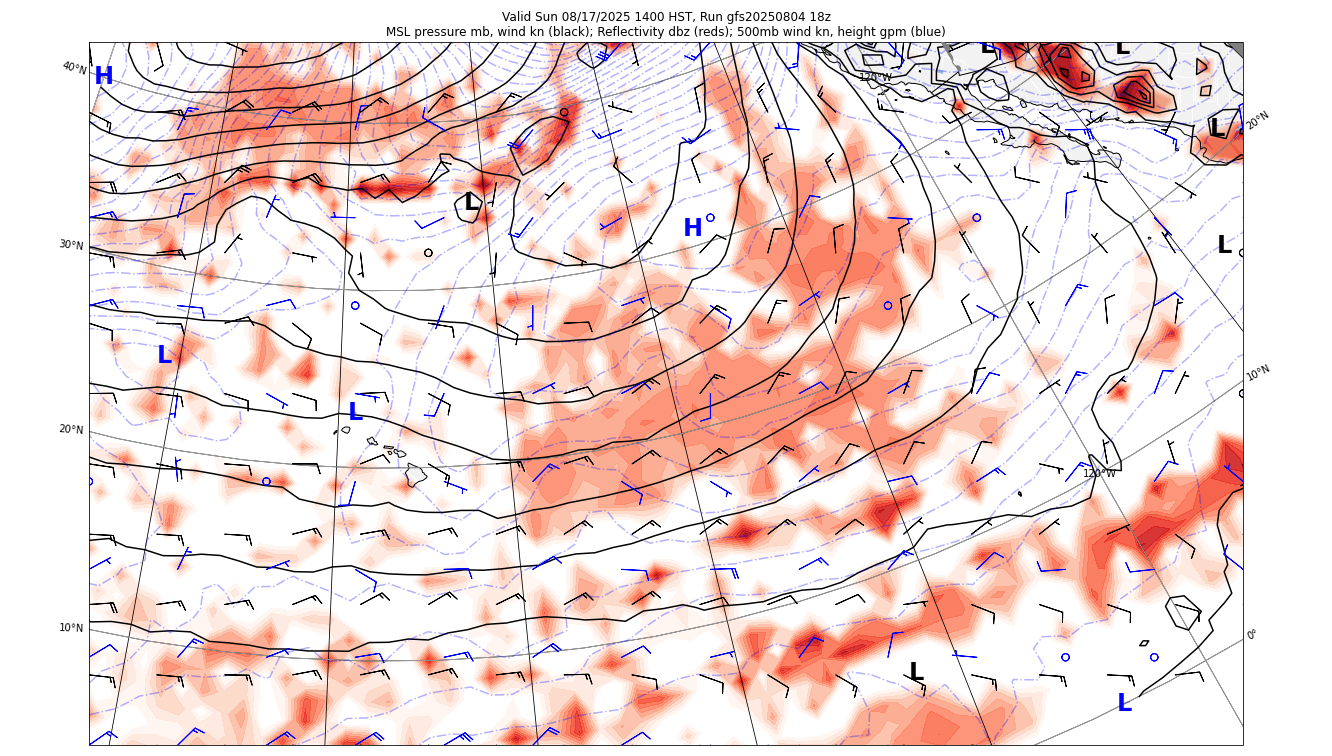 Valid Sun 08/17/2025 1400 HST, Run gfs20250804 18z
MSL pressure mb, wind kn (black); Reflectivity dbz (reds); 500mb wind kn, height gpm (blue)
L L
40°N H 120°W
L 20°N
L
H
30°N L
L
10°N
L
20°N
120°W
10°N 0°
L
L